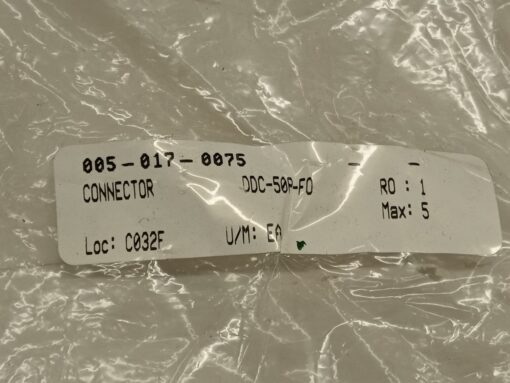 005-017-0075 - -
CONNECTOR DDC-50P-FO RO : 1
Max: 5
Loc: C032F U/M: EA